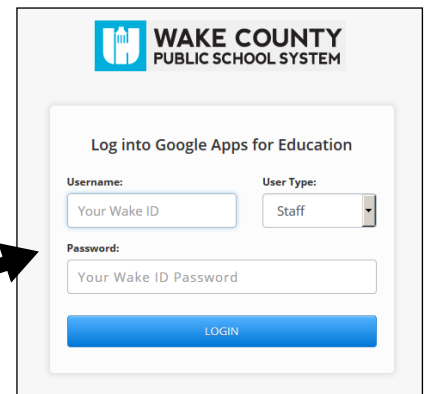 WAKE COUNTY
PUBLIC SCHOOL SYSTEM
Log into Google Apps for Education
Username: User Type:
Your Wake ID Staff
Password:
Your Wake ID Password
LOGIN